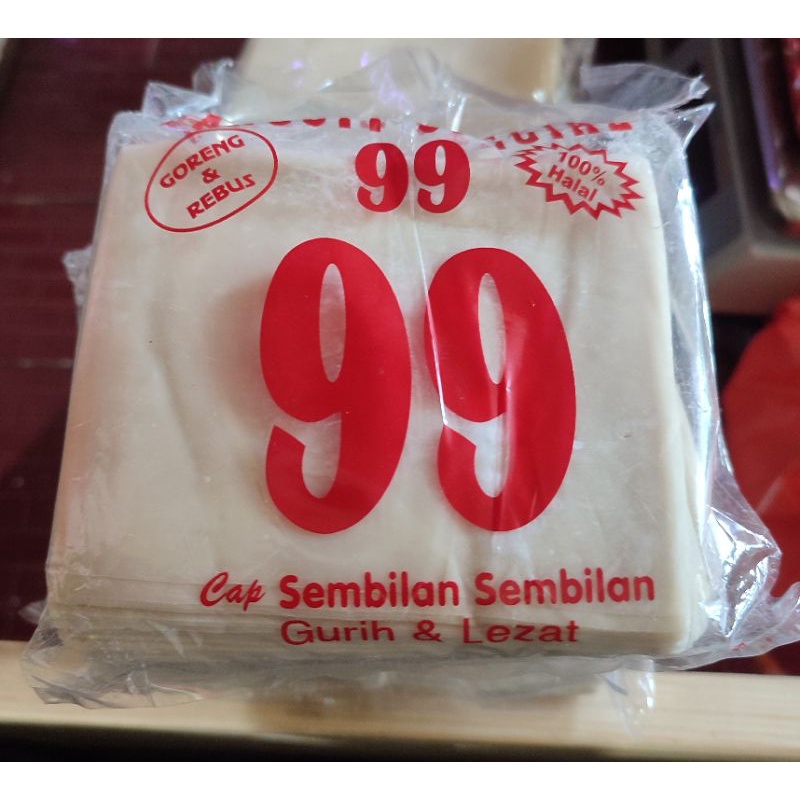 GORENG
&
REBUS
99
100%
Halal
99
Cap Sembilan Sembilan
Gurih & Lezat